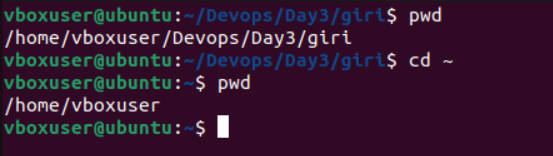 vboxuser@ubuntu:~/Devops/Day3/giri$ pwd
/home/vboxuser/Devops/Day3/giri
vboxuser@ubuntu:~/Devops/Day3/giri$ cd ~
vboxuser@ubuntu:~$ pwd
/home/vboxuser
vboxuser@ubuntu:~$